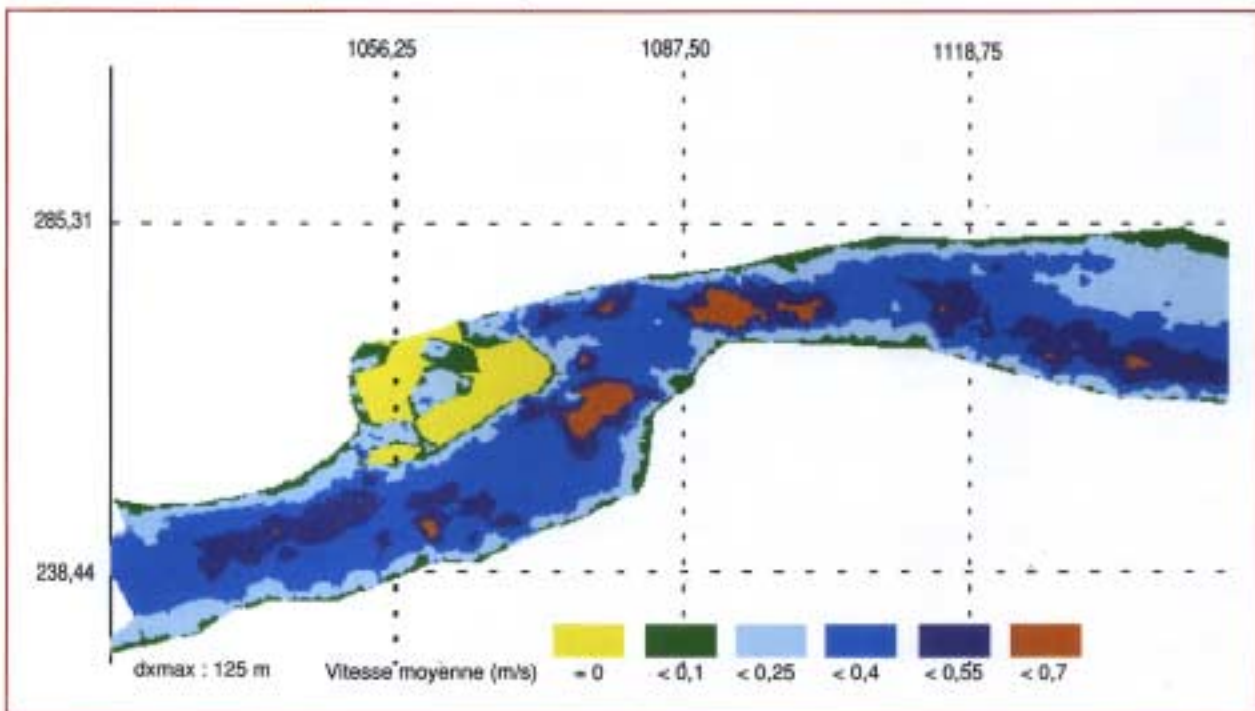 1056,25 1087,50 1118,75
285,31
238,44
dxmax : 125 m Vitesse moyenne (m/s) = 0 < 0,1 < 0,25 < 0,4 < 0,55 < 0,7